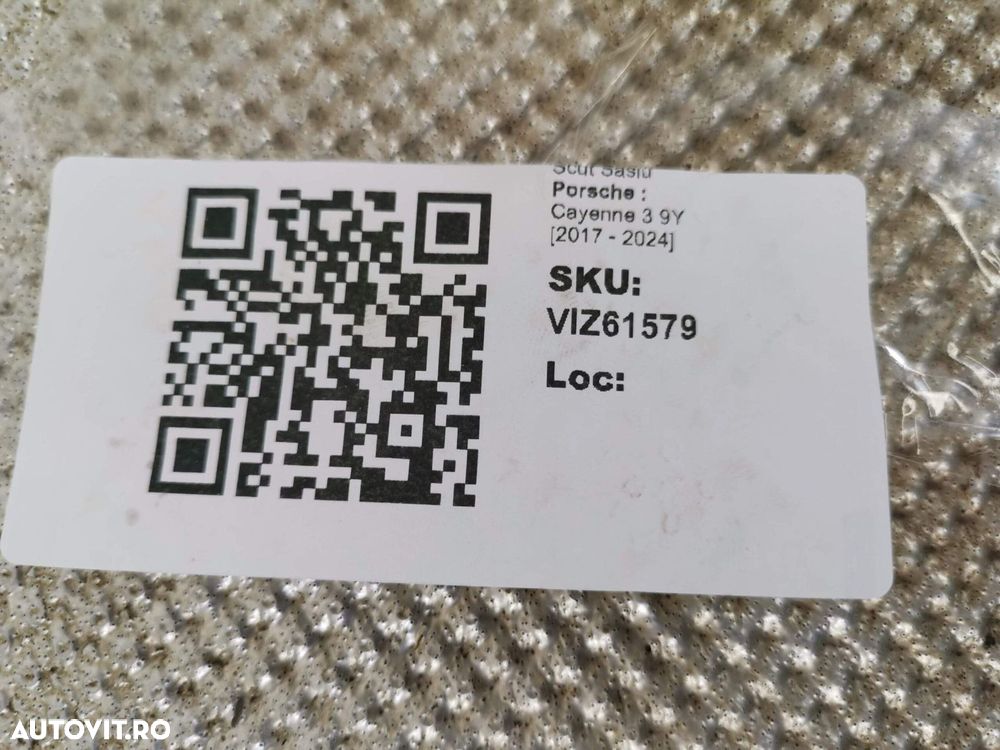 Scut Sasiu
Porsche :
Cayenne 3 9Y
[2017 - 2024]
SKU:
VIZ61579
Loc:
AUTOVIT.RO